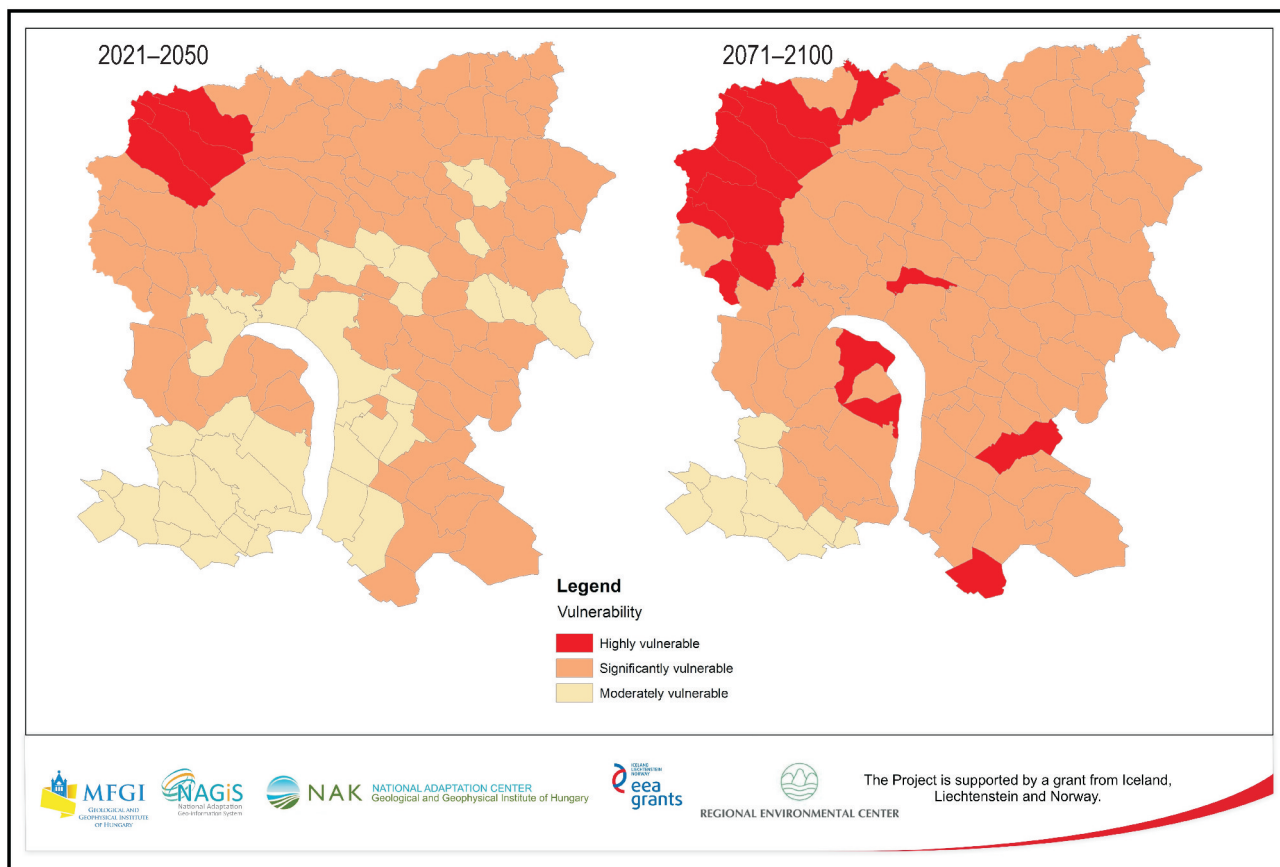 2021–2050
2071–2100
Legend
Vulnerability
Highly vulnerable
Significantly vulnerable
Moderately vulnerable
MFGI
GEOLOGICAL AND
GEOPHYSICAL INSTITUTE
OF HUNGARY
NAGiS
National Adaptation
Geo-Information System
NAK
NATIONAL ADAPTATION CENTER
Geological and Geophysical Institute of Hungary
ICELAND
LIECHTENSTEIN
NORWAY
eea
grants
REGIONAL ENVIRONMENTAL CENTER
The Project is supported by a grant from Iceland,
Liechtenstein and Norway.